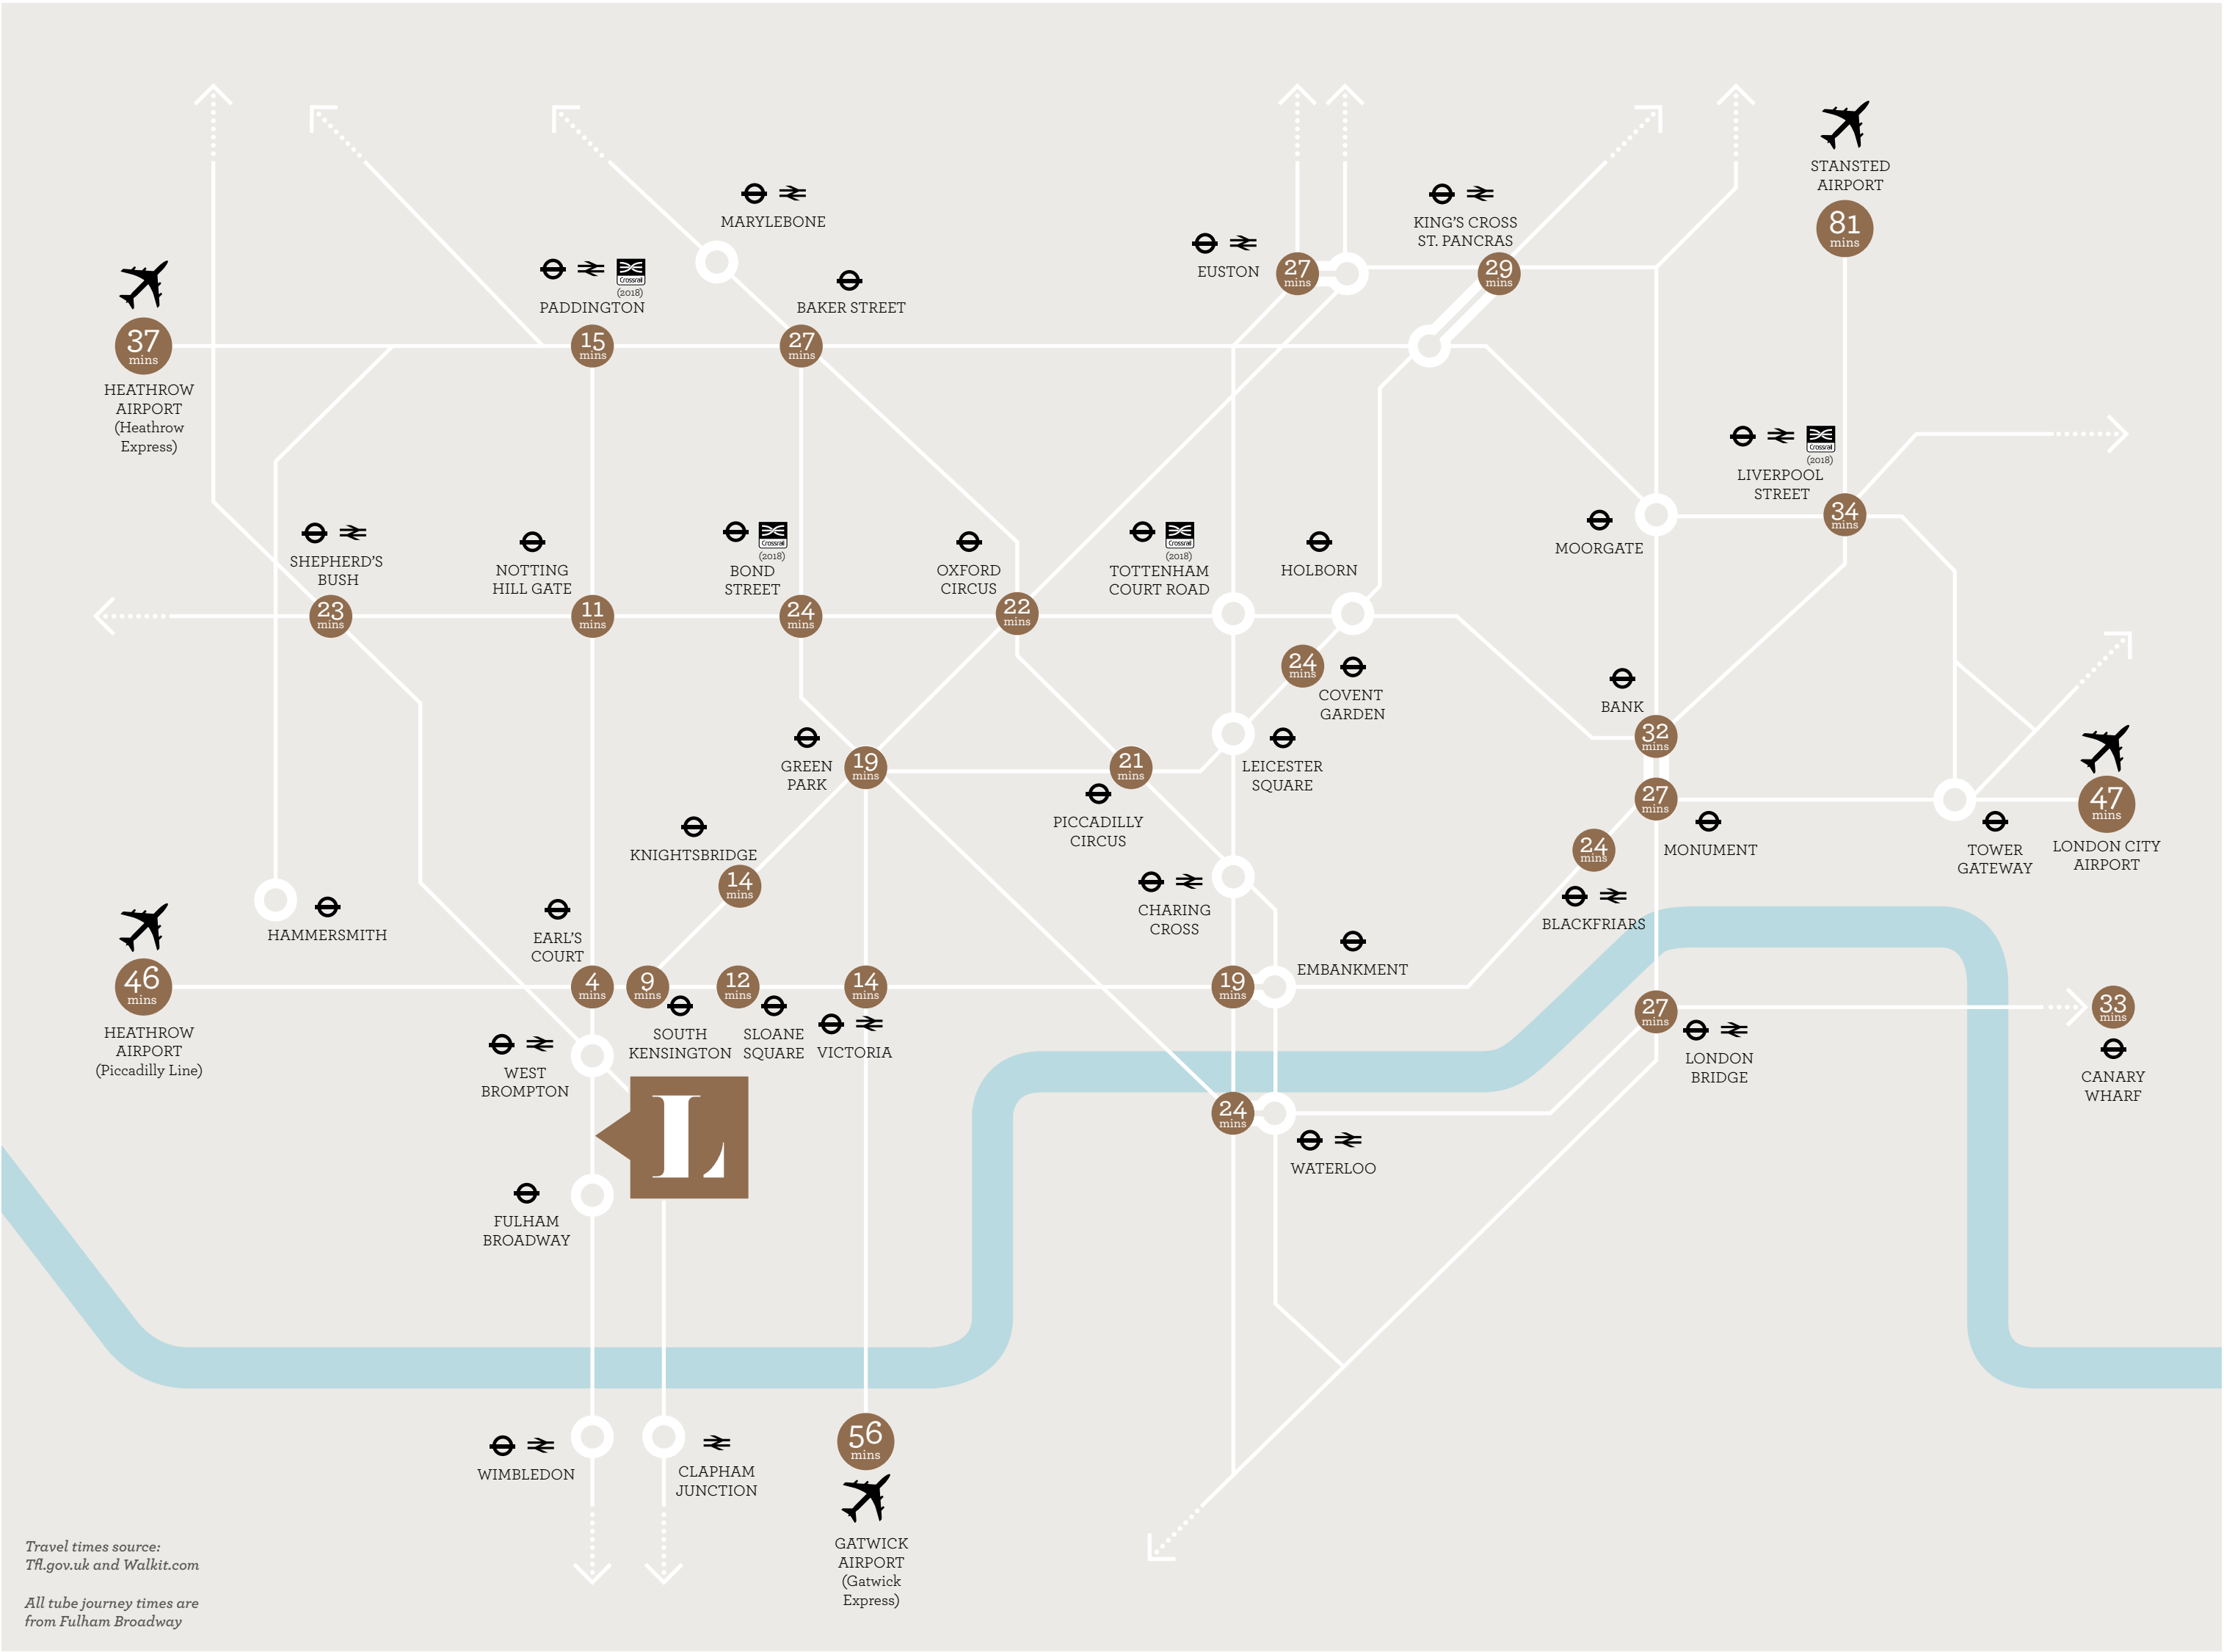 STANSTED
AIRPORT
81
mins
MARYLEBONE
KING'S CROSS
ST. PANCRAS
29
mins
EUSTON
27
mins
Crossrail
(2018)
PADDINGTON
15
mins
BAKER STREET
27
mins
37
mins
HEATHROW
AIRPORT
(Heathrow
Express)
Crossrail
(2018)
LIVERPOOL
STREET
34
mins
MOORGATE
SHEPHERD'S
BUSH
23
mins
NOTTING
HILL GATE
11
mins
Crossrail
(2018)
BOND
STREET
24
mins
OXFORD
CIRCUS
22
mins
Crossrail
(2018)
TOTTENHAM
COURT ROAD
HOLBORN
24
mins
COVENT
GARDEN
BANK
32
mins
GREEN
PARK
19
mins
21
mins
PICCADILLY
CIRCUS
LEICESTER
SQUARE
27
mins
MONUMENT
TOWER
GATEWAY
47
mins
LONDON CITY
AIRPORT
KNIGHTSBRIDGE
14
mins
24
mins
BLACKFRIARS
CHARING
CROSS
HAMMERSMITH
EARL'S
COURT
4
mins
46
mins
HEATHROW
AIRPORT
(Piccadilly Line)
9
mins
SOUTH
KENSINGTON
12
mins
SLOANE
SQUARE
14
mins
VICTORIA
19
mins
EMBANKMENT
27
mins
LONDON
BRIDGE
33
mins
CANARY
WHARF
WEST
BROMPTON
L
24
mins
WATERLOO
FULHAM
BROADWAY
WIMBLEDON
CLAPHAM
JUNCTION
56
mins
GATWICK
AIRPORT
(Gatwick
Express)
Travel times source:
Tfl.gov.uk and Walkit.com
All tube journey times are
from Fulham Broadway